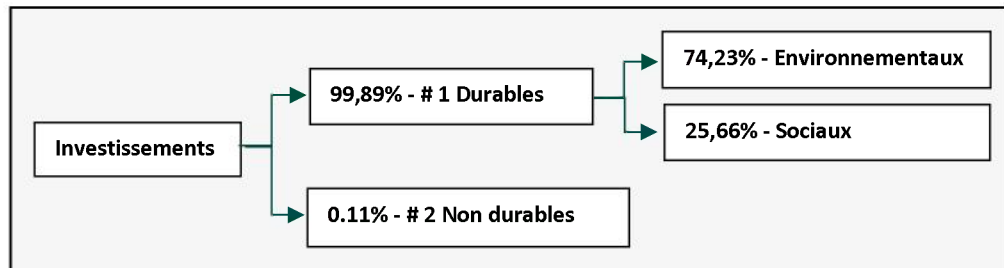 74,23% - Environnementaux
99,89% - # 1 Durables
25,66% - Sociaux
Investissements
0.11% - # 2 Non durables